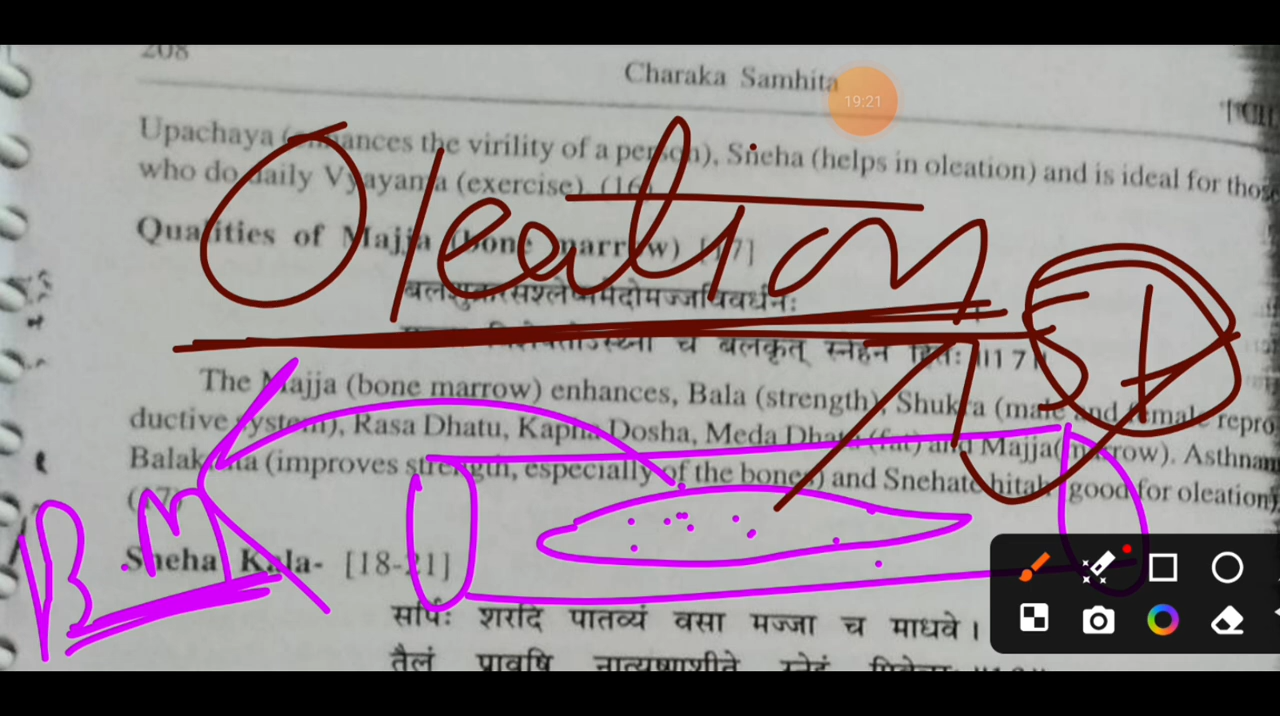 208
Charaka Samhita
19:21
Upachaya (enhances the virility of a person), Sneha (helps in oleation) and is ideal for those
who do daily Vyayama (exercise). (16)
Oleation
Qualities of Majja (bone marrow) [17]
The Majja (bone marrow) enhances, Bala (strength), Shukra (male and female repro
ductive system), Rasa Dhatu, Kapha Dosha, Meda Dhatu (fat) and Majja (marrow). Asthnam
Balakrita (improves strength, especially of the bones) and Snehatchitah (good for oleation)
(17)
BM
Sneha Kala- [18-21]
सर्पिः शरदि पातव्यं वसा मज्जा च माधवे।
तैलं प्रावृषि